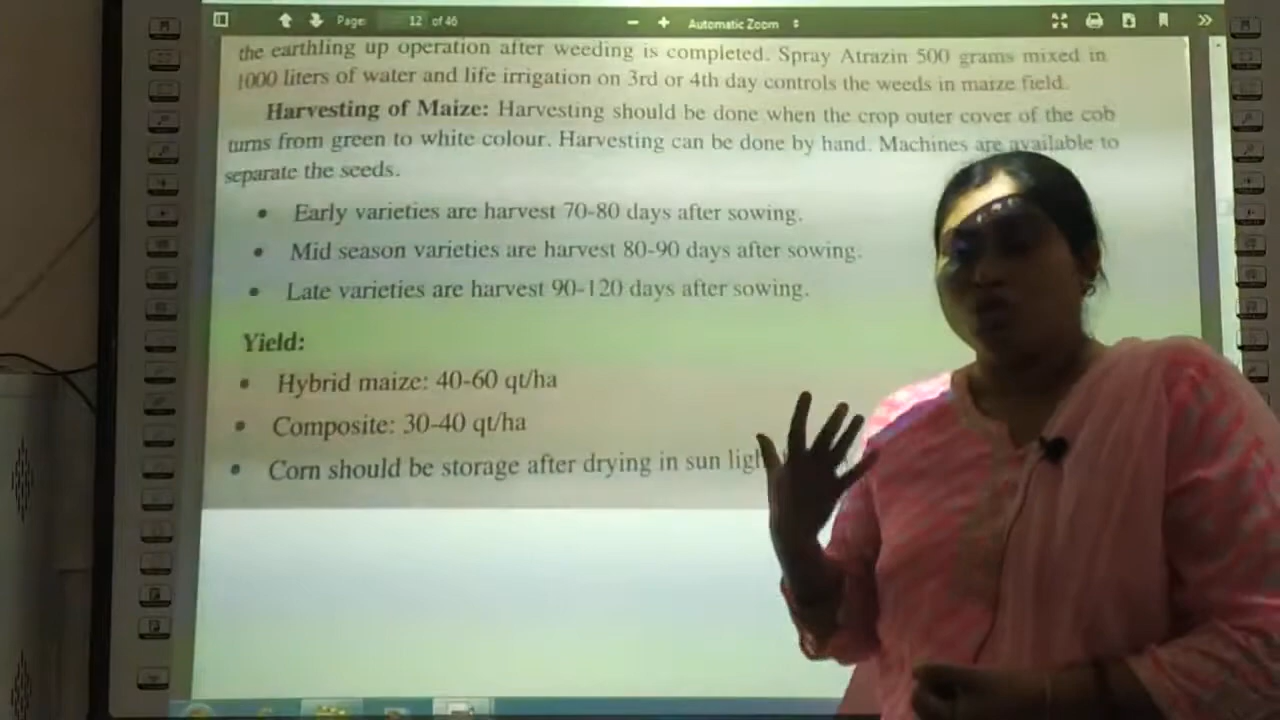 Page: 12 of 46
Automatic Zoom
the earthling up operation after weeding is completed. Spray Atrazin 500 grams mixed in
1000 liters of water and life irrigation on 3rd or 4th day controls the weeds in maize field.
Harvesting of Maize: Harvesting should be done when the crop outer cover of the cob
turns from green to white colour. Harvesting can be done by hand. Machines are available to
separate the seeds.
• Early varieties are harvest 70-80 days after sowing.
• Mid season varieties are harvest 80-90 days after sowing.
• Late varieties are harvest 90-120 days after sowing.
Yield:
• Hybrid maize: 40-60 qt/ha
• Composite: 30-40 qt/ha
• Corn should be storage after drying in sun ligh